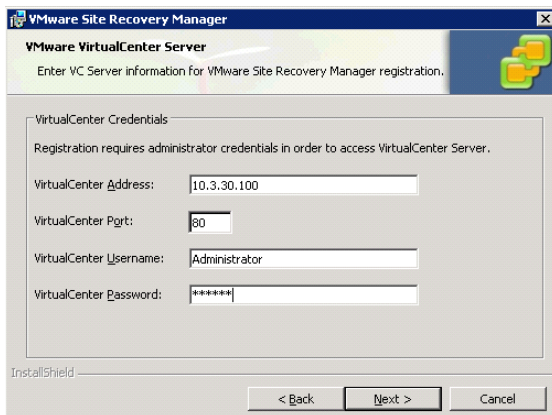 VMware Site Recovery Manager
VMware VirtualCenter Server
Enter VC Server information for VMware Site Recovery Manager registration.
VirtualCenter Credentials
Registration requires administrator credentials in order to access VirtualCenter Server.
VirtualCenter Address: 10.3.30.100
VirtualCenter Port: 80
VirtualCenter Username: Administrator
VirtualCenter Password: ******
InstallShield
< Back Next > Cancel